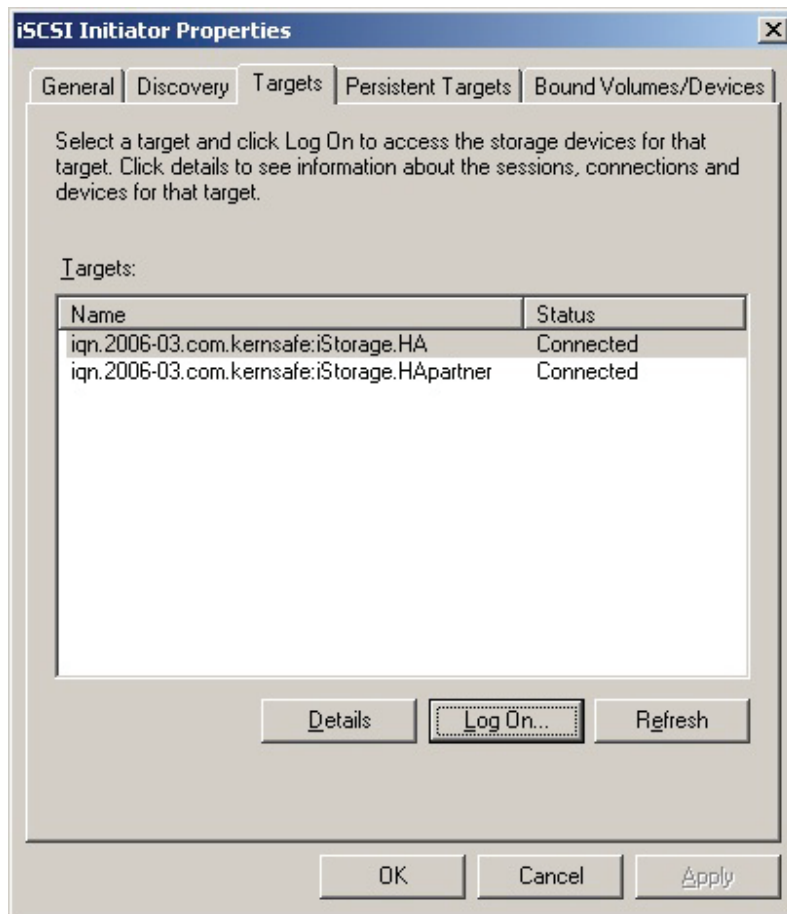 iSCSI Initiator Properties
General Discovery Targets Persistent Targets Bound Volumes/Devices
Select a target and click Log On to access the storage devices for that
target. Click details to see information about the sessions, connections and
devices for that target.
Targets:
Name Status
iqn.2006-03.com.kernsafe:iStorage.HA Connected
iqn.2006-03.com.kernsafe:iStorage.HApartner Connected
Details Log On... Refresh
OK Cancel Apply